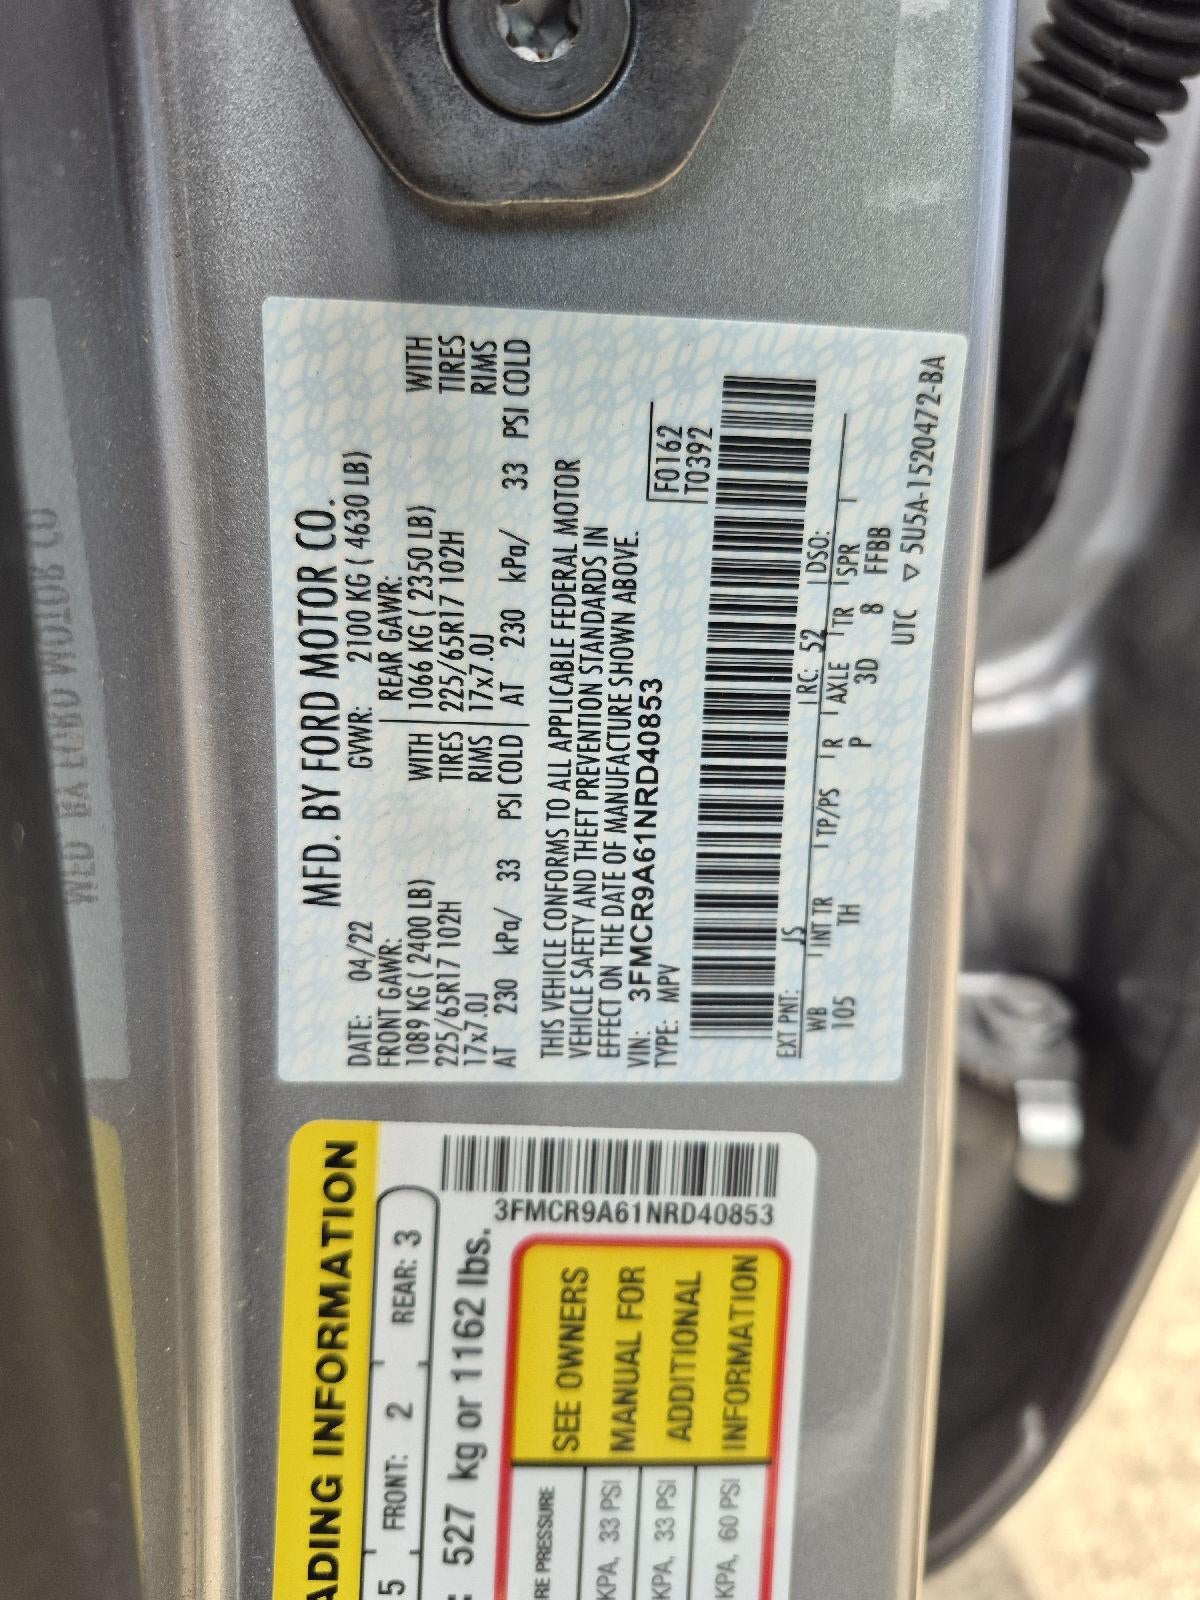 MFD. BY FORD MOTOR CO.
DATE: 04/22 GVWR: 2100 KG ( 4630 LB)
FRONT GAWR: REAR GAWR:
1089 KG ( 2400 LB) WITH 1066 KG ( 2350 LB) WITH
225/65R17 102H TIRES 225/65R17 102H TIRES
17x7.0J RIMS 17x7.0J RIMS
AT 230 kPa/ 33 PSI COLD AT 230 kPa/ 33 PSI COLD
THIS VEHICLE CONFORMS TO ALL APPLICABLE FEDERAL MOTOR
VEHICLE SAFETY AND THEFT PREVENTION STANDARDS IN
EFFECT ON THE DATE OF MANUFACTURE SHOWN ABOVE.
VIN: 3FMCR9A61NRD40853
TYPE: MPV
F0162
T0392
EXT PNT: JS RC: 52 DSO:
WB INT TR TP/PS R AXLE TR SPR
105 TH P 3D 8 FFBB
UTC ▽ 5U5A-1520472-BA
ADING INFORMATION
5 FRONT: 2 REAR: 3
: 527 kg or 1162 lbs.
3FMCR9A61NRD40853
RE PRESSURE
KPA, 33 PSI
KPA, 33 PSI
KPA, 60 PSI
SEE OWNERS
MANUAL FOR
ADDITIONAL
INFORMATION